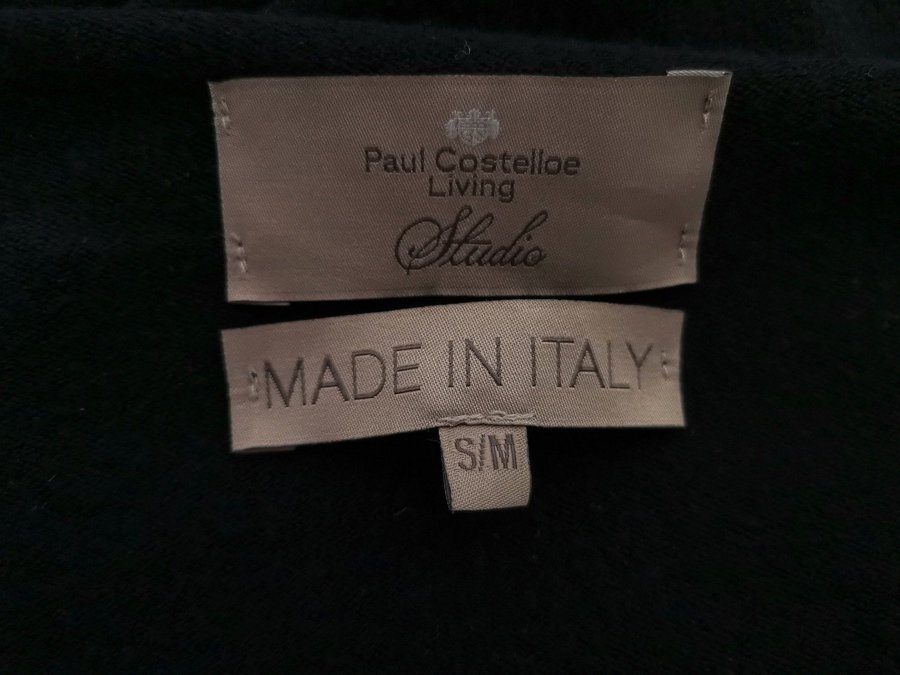 Paul Costelloe
Living
Studio
MADE IN ITALY
S/M